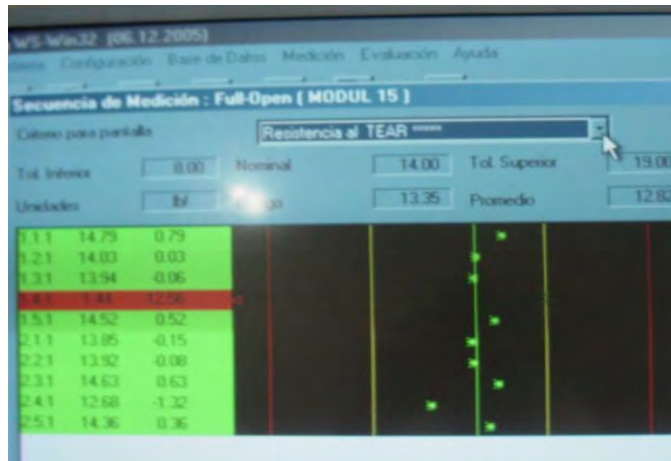 WS-Win32 (06.12.2005)
Configuración Base de Datos Medición Evaluación Ayuda
Secuencia de Medición : Full-Open [ MODUL 15 ]
Criterio para pantalla Resistencia al TEAR *****
Tol. Inferior 8.00 Nominal 14.00 Tol. Superior 19.00
Unidades lbf 13.35 Promedio 12.82
1.1.1 14.79 0.79
1.2.1 14.03 0.03
1.3.1 13.94 -0.06
1.4.1 1.44 -12.56
1.5.1 14.52 0.52
2.1.1 13.85 -0.15
2.2.1 13.92 -0.08
2.3.1 14.63 0.63
2.4.1 12.68 -1.32
2.5.1 14.36 0.36